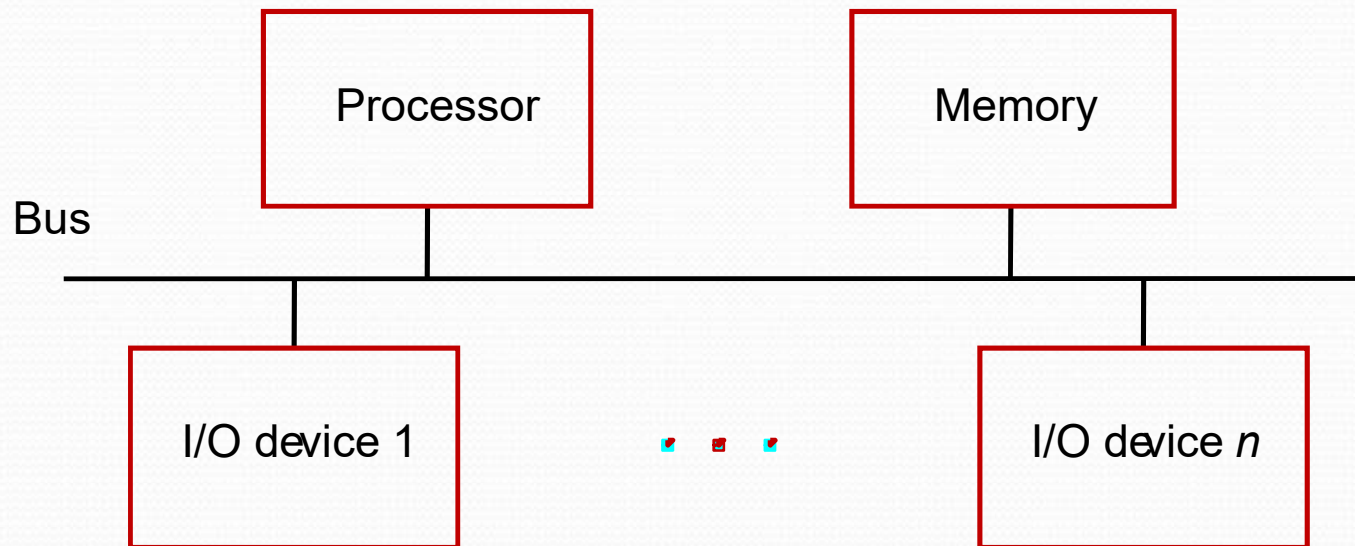 Processor
Memory
Bus
I/O device 1
I/O device n